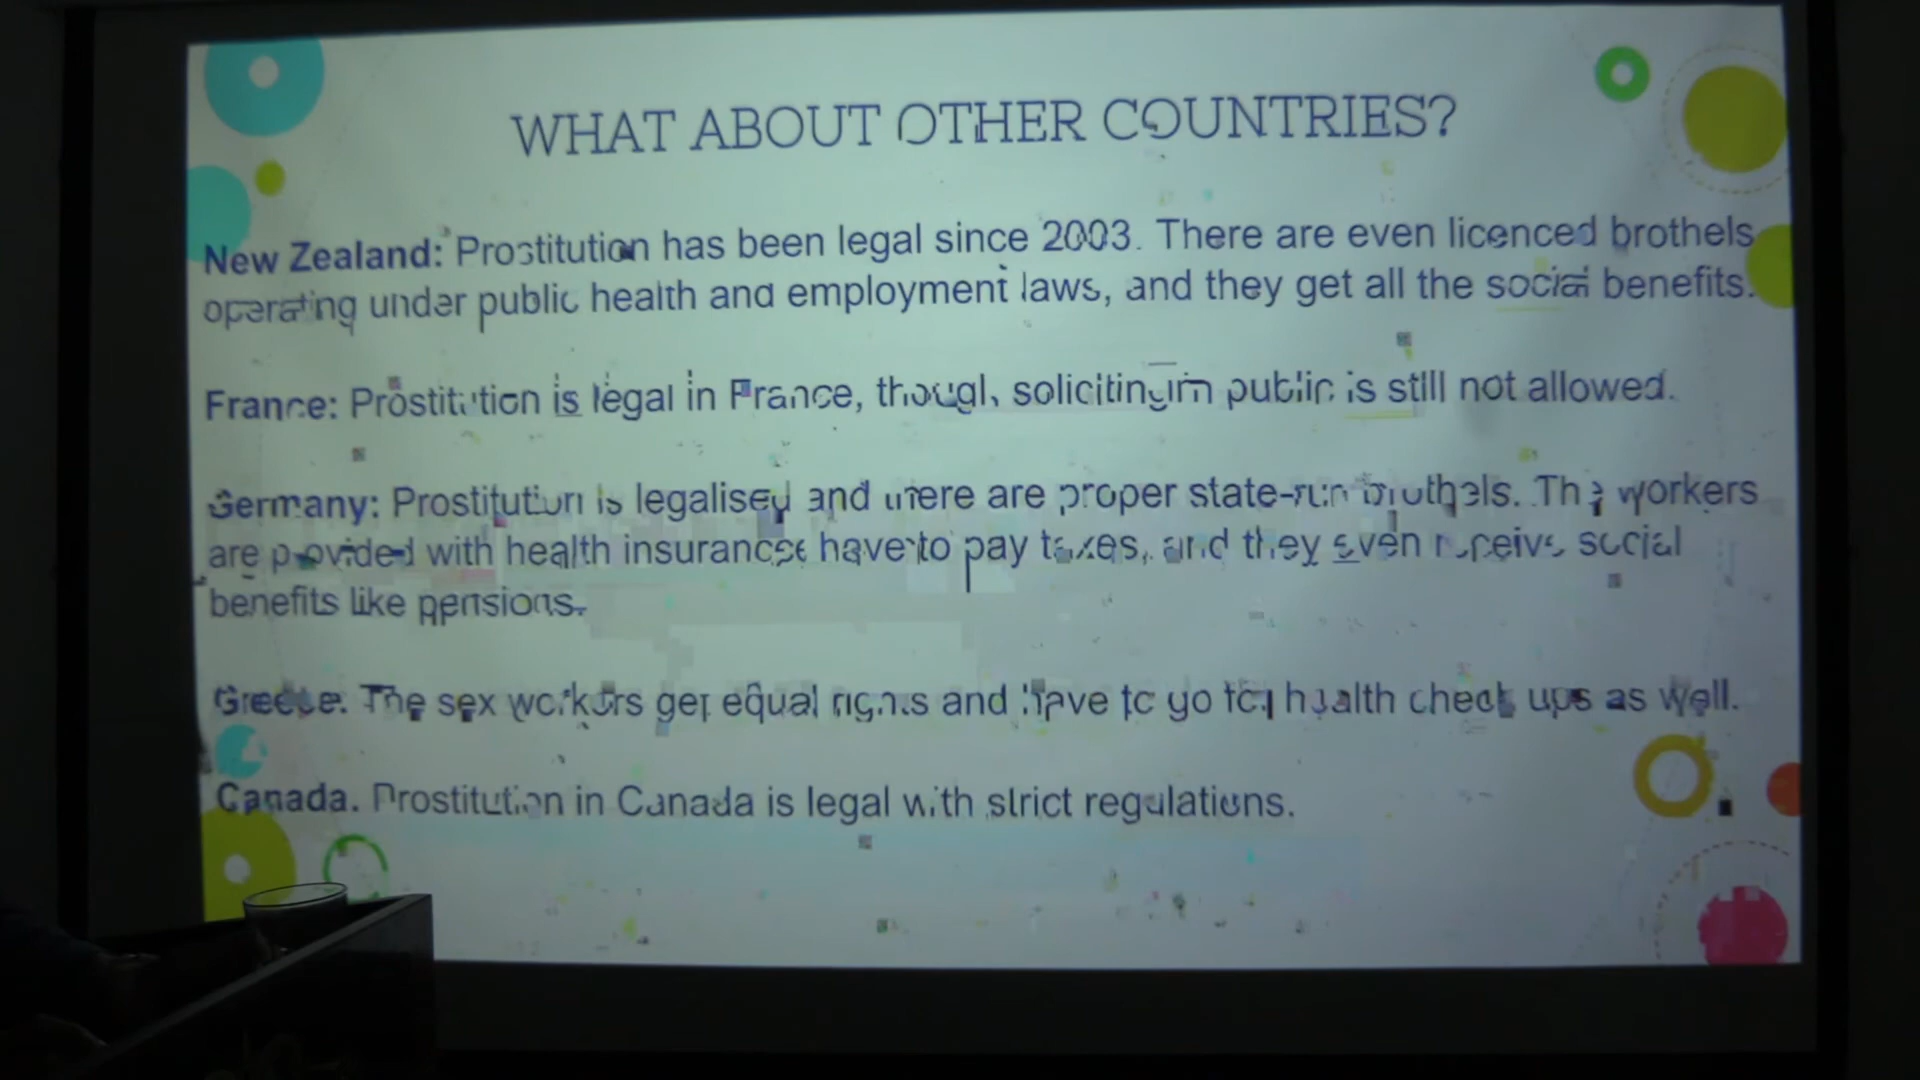 WHAT ABOUT OTHER COUNTRIES?
New Zealand: Prostitution has been legal since 2003. There are even licenced brothels
operating under public health and employment laws, and they get all the social benefits.
France: Prostitution is legal in France, though, soliciting in public is still not allowed.
Germany: Prostitution is legalised and there are proper state-run brothels. The workers
are provided with health insurance have to pay taxes, and they even receive social
benefits like pensions.
Greece: The sex workers get equal rights and have to go for health check ups as well.
Canada. Prostitution in Canada is legal with strict regulations.